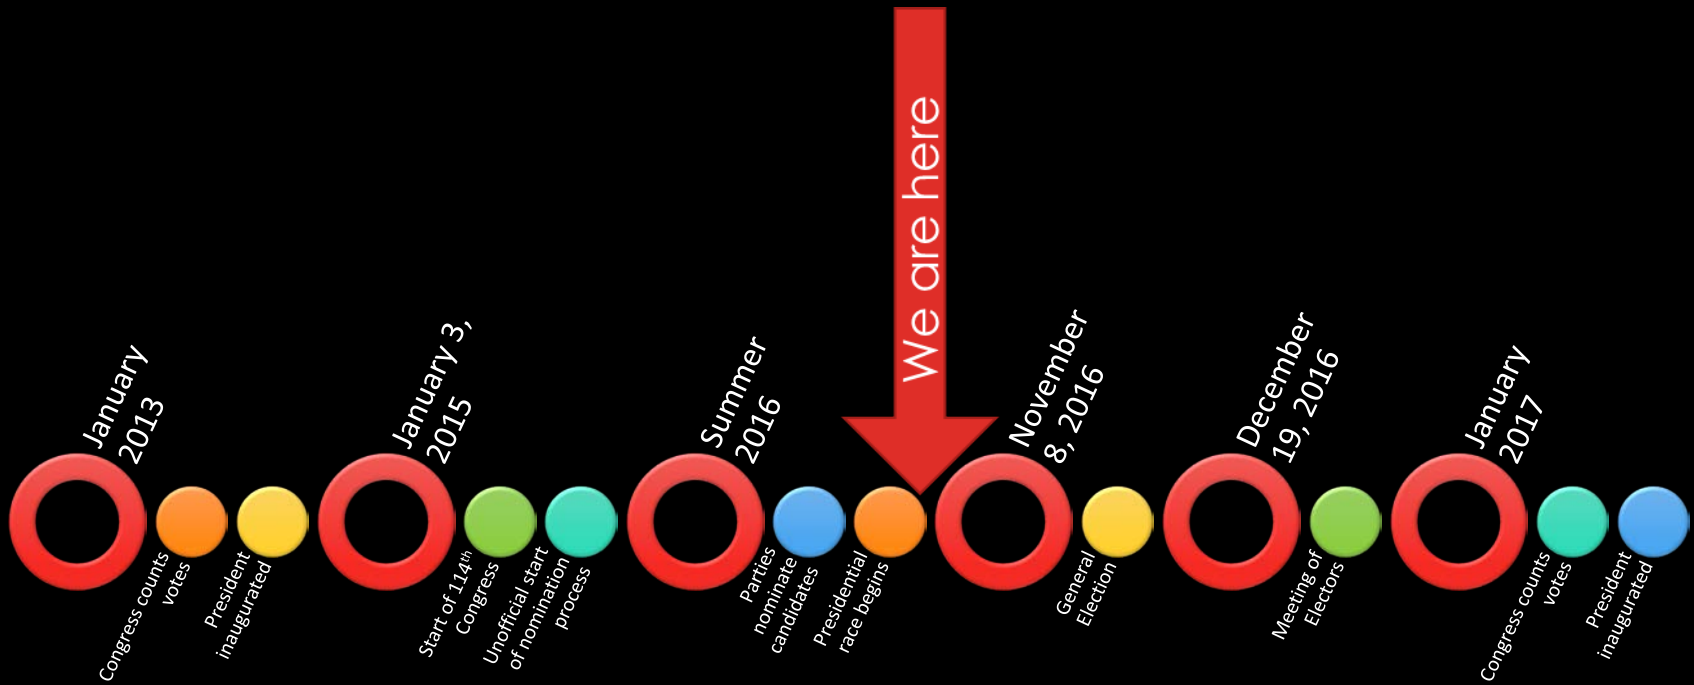 We are here
January
2013
Congress counts
votes
President
inaugurated
January 3,
2015
Start of 114th
Congress
Unofficial start
of nomination
process
Summer
2016
Parties
nominate
candidates
Presidential
race begins
November
8, 2016
General
Election
December
19, 2016
Meeting of
Electors
January
2017
Congress counts
votes
President
inaugurated